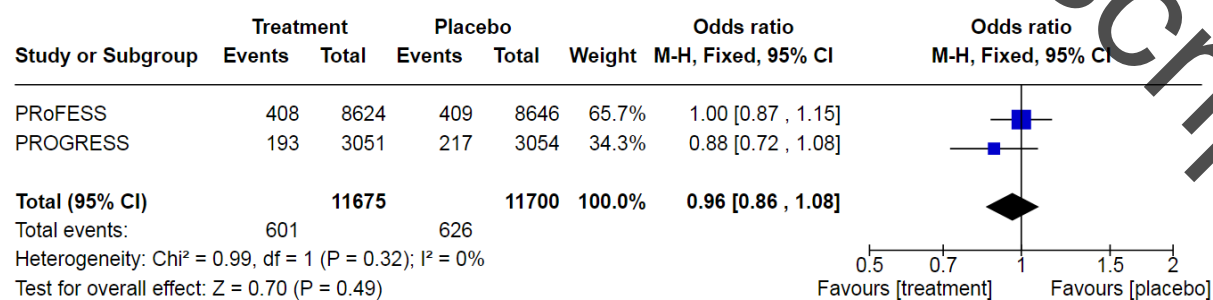 Treatment Placebo Odds ratio Odds ratio
Study or Subgroup Events Total Events Total Weight M-H, Fixed, 95% CI M-H, Fixed, 95% CI
PRoFESS 408 8624 409 8646 65.7% 1.00 [0.87 , 1.15]
PROGRESS 193 3051 217 3054 34.3% 0.88 [0.72 , 1.08]
Total (95% CI) 11675 11700 100.0% 0.96 [0.86 , 1.08]
Total events: 601 626
Heterogeneity: Chi² = 0.99, df = 1 (P = 0.32); I² = 0%
Test for overall effect: Z = 0.70 (P = 0.49)
0.5 0.7 1 1.5 2
Favours [treatment] Favours [placebo]